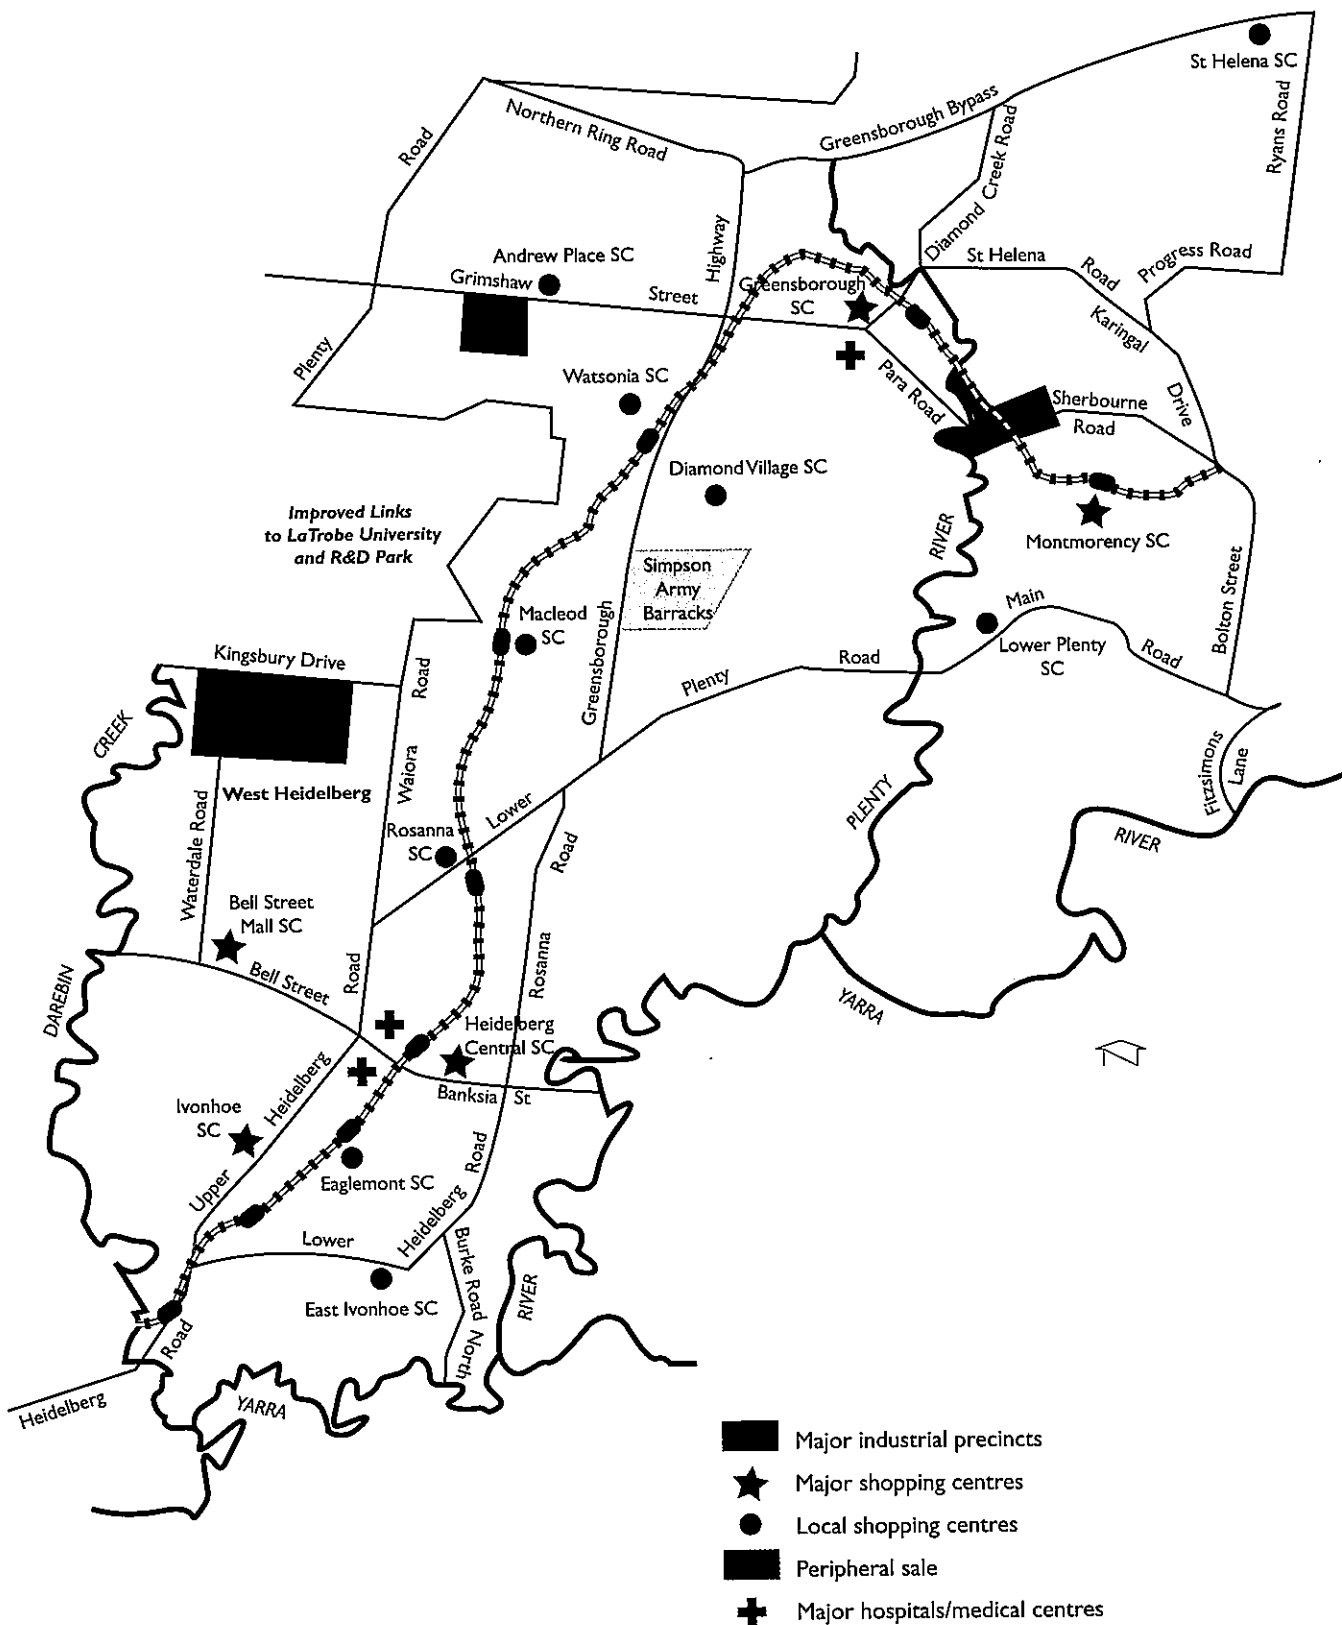 St Helena SC
Ryans Road
Greensborough Bypass
Northern Ring Road
Road
Diamond Creek Road
Highway
Andrew Place SC
Grimshaw
Street
St Helena
Road
Progress Road
Greensborough
SC
Karingal
Drive
Plenty
Watsonia SC
Para Road
Sherbourne
Road
Diamond Village SC
Improved Links
to LaTrobe University
and R&D Park
RIVER
Montmorency SC
Simpson
Army
Barracks
Bolton Street
Macleod
SC
Greensborough
Main
Lower Plenty
SC
Road
Kingsbury Drive
Road
Plenty
Road
CREEK
Waiora
West Heidelberg
Waterdale Road
Lower
Rosanna
SC
Road
PLENTY
Fitzsimons
Lane
RIVER
Bell Street
Mall SC
Bell Street
Road
Rosanna
DAREBIN
YARRA
Heidelberg
Central SC
Heidelberg
Banksia St
Ivonhoe
SC
Road
Eaglemont SC
Upper
Heidelberg
Lower
Burke Road North
RIVER
East Ivonhoe SC
Road
Heidelberg
YARRA
Major industrial precincts
Major shopping centres
Local shopping centres
Peripheral sale
Major hospitals/medical centres